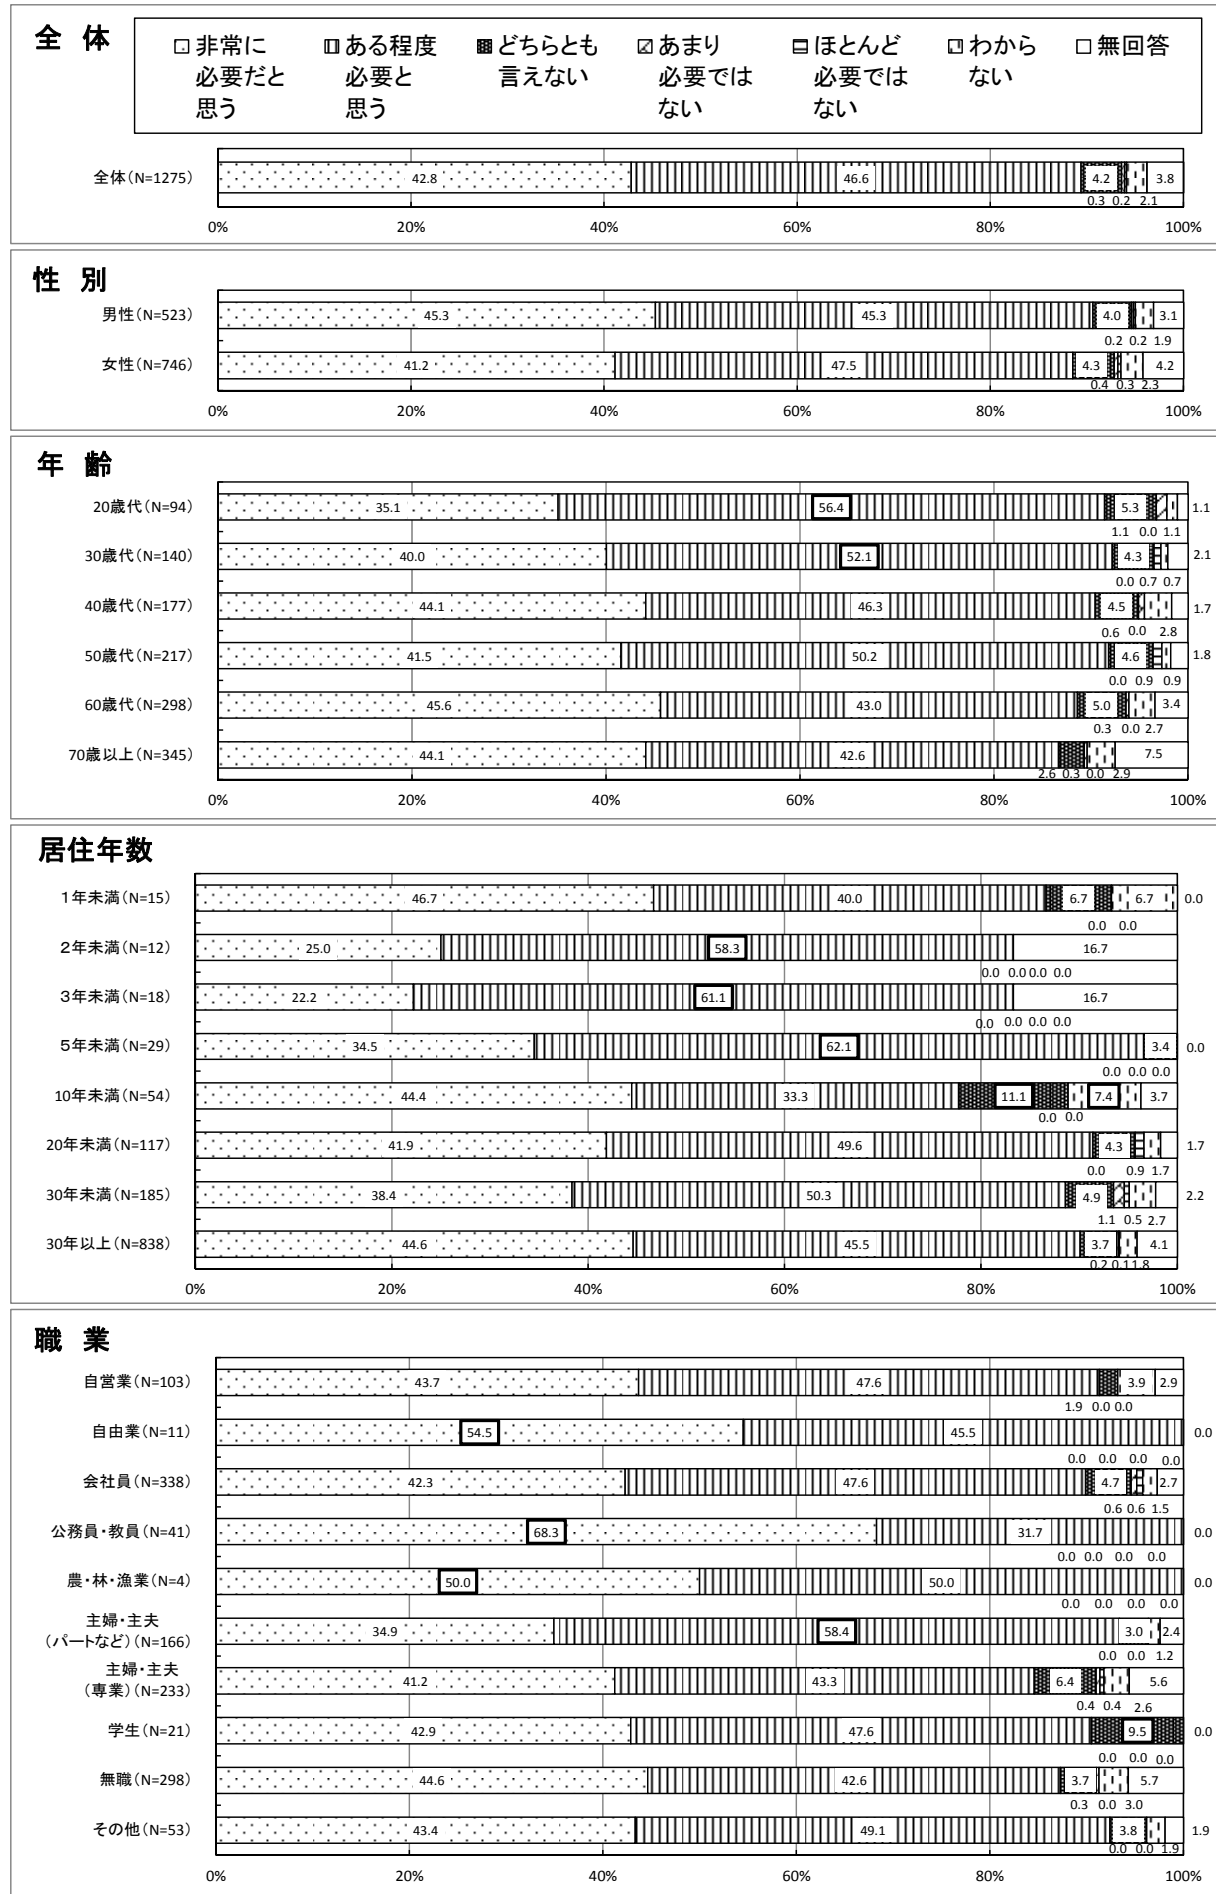 全 体
非常に 必要だと 思う
ある程度 必要と 思う
どちらとも 言えない
あまり 必要では ない
ほとんど 必要では ない
わから ない
無回答
全体(N=1275) 42.8 46.6 4.2 3.8
0.3 0.2 2.1
0% 20% 40% 60% 80% 100%
性 別
男性(N=523) 45.3 45.3 4.0 3.1
0.2 0.2 1.9
女性(N=746) 41.2 47.5 4.3 4.2
0.4 0.3 2.3
0% 20% 40% 60% 80% 100%
年 齢
20歳代(N=94) 35.1 56.4 5.3 1.1
1.1 0.0 1.1
30歳代(N=140) 40.0 52.1 4.3 2.1
0.0 0.7 0.7
40歳代(N=177) 44.1 46.3 4.5 1.7
0.6 0.0 2.8
50歳代(N=217) 41.5 50.2 4.6 1.8
0.0 0.9 0.9
60歳代(N=298) 45.6 43.0 5.0 3.4
0.3 0.0 2.7
70歳以上(N=345) 44.1 42.6 7.5
2.6 0.3 0.0 2.9
0% 20% 40% 60% 80% 100%
居住年数
1年未満(N=15) 46.7 40.0 6.7 6.7 0.0
0.0 0.0
2年未満(N=12) 25.0 58.3 16.7
0.0 0.0 0.0 0.0
3年未満(N=18) 22.2 61.1 16.7
0.0 0.0 0.0 0.0
5年未満(N=29) 34.5 62.1 3.4 0.0
0.0 0.0 0.0
10年未満(N=54) 44.4 33.3 11.1 7.4 3.7
0.0 0.0
20年未満(N=117) 41.9 49.6 4.3 1.7
0.0 0.9 1.7
30年未満(N=185) 38.4 50.3 4.9 2.2
1.1 0.5 2.7
30年以上(N=838) 44.6 45.5 3.7 4.1
0.2 0.1 1.8
0% 20% 40% 60% 80% 100%
職 業
自営業(N=103) 43.7 47.6 3.9 2.9
1.9 0.0 0.0
自由業(N=11) 54.5 45.5 0.0
0.0 0.0 0.0 0.0
会社員(N=338) 42.3 47.6 4.7 2.7
0.6 0.6 1.5
公務員・教員(N=41) 68.3 31.7 0.0
0.0 0.0 0.0 0.0
農・林・漁業(N=4) 50.0 50.0 0.0
0.0 0.0 0.0 0.0
主婦・主夫
(パートなど)(N=166) 34.9 58.4 3.0 2.4
0.0 0.0 1.2
主婦・主夫
(専業)(N=233) 41.2 43.3 6.4 5.6
0.4 0.4 2.6
学生(N=21) 42.9 47.6 9.5 0.0
0.0 0.0 0.0
無職(N=298) 44.6 42.6 3.7 5.7
0.3 0.0 3.0
その他(N=53) 43.4 49.1 3.8 1.9
0.0 0.0 1.9
0% 20% 40% 60% 80% 100%